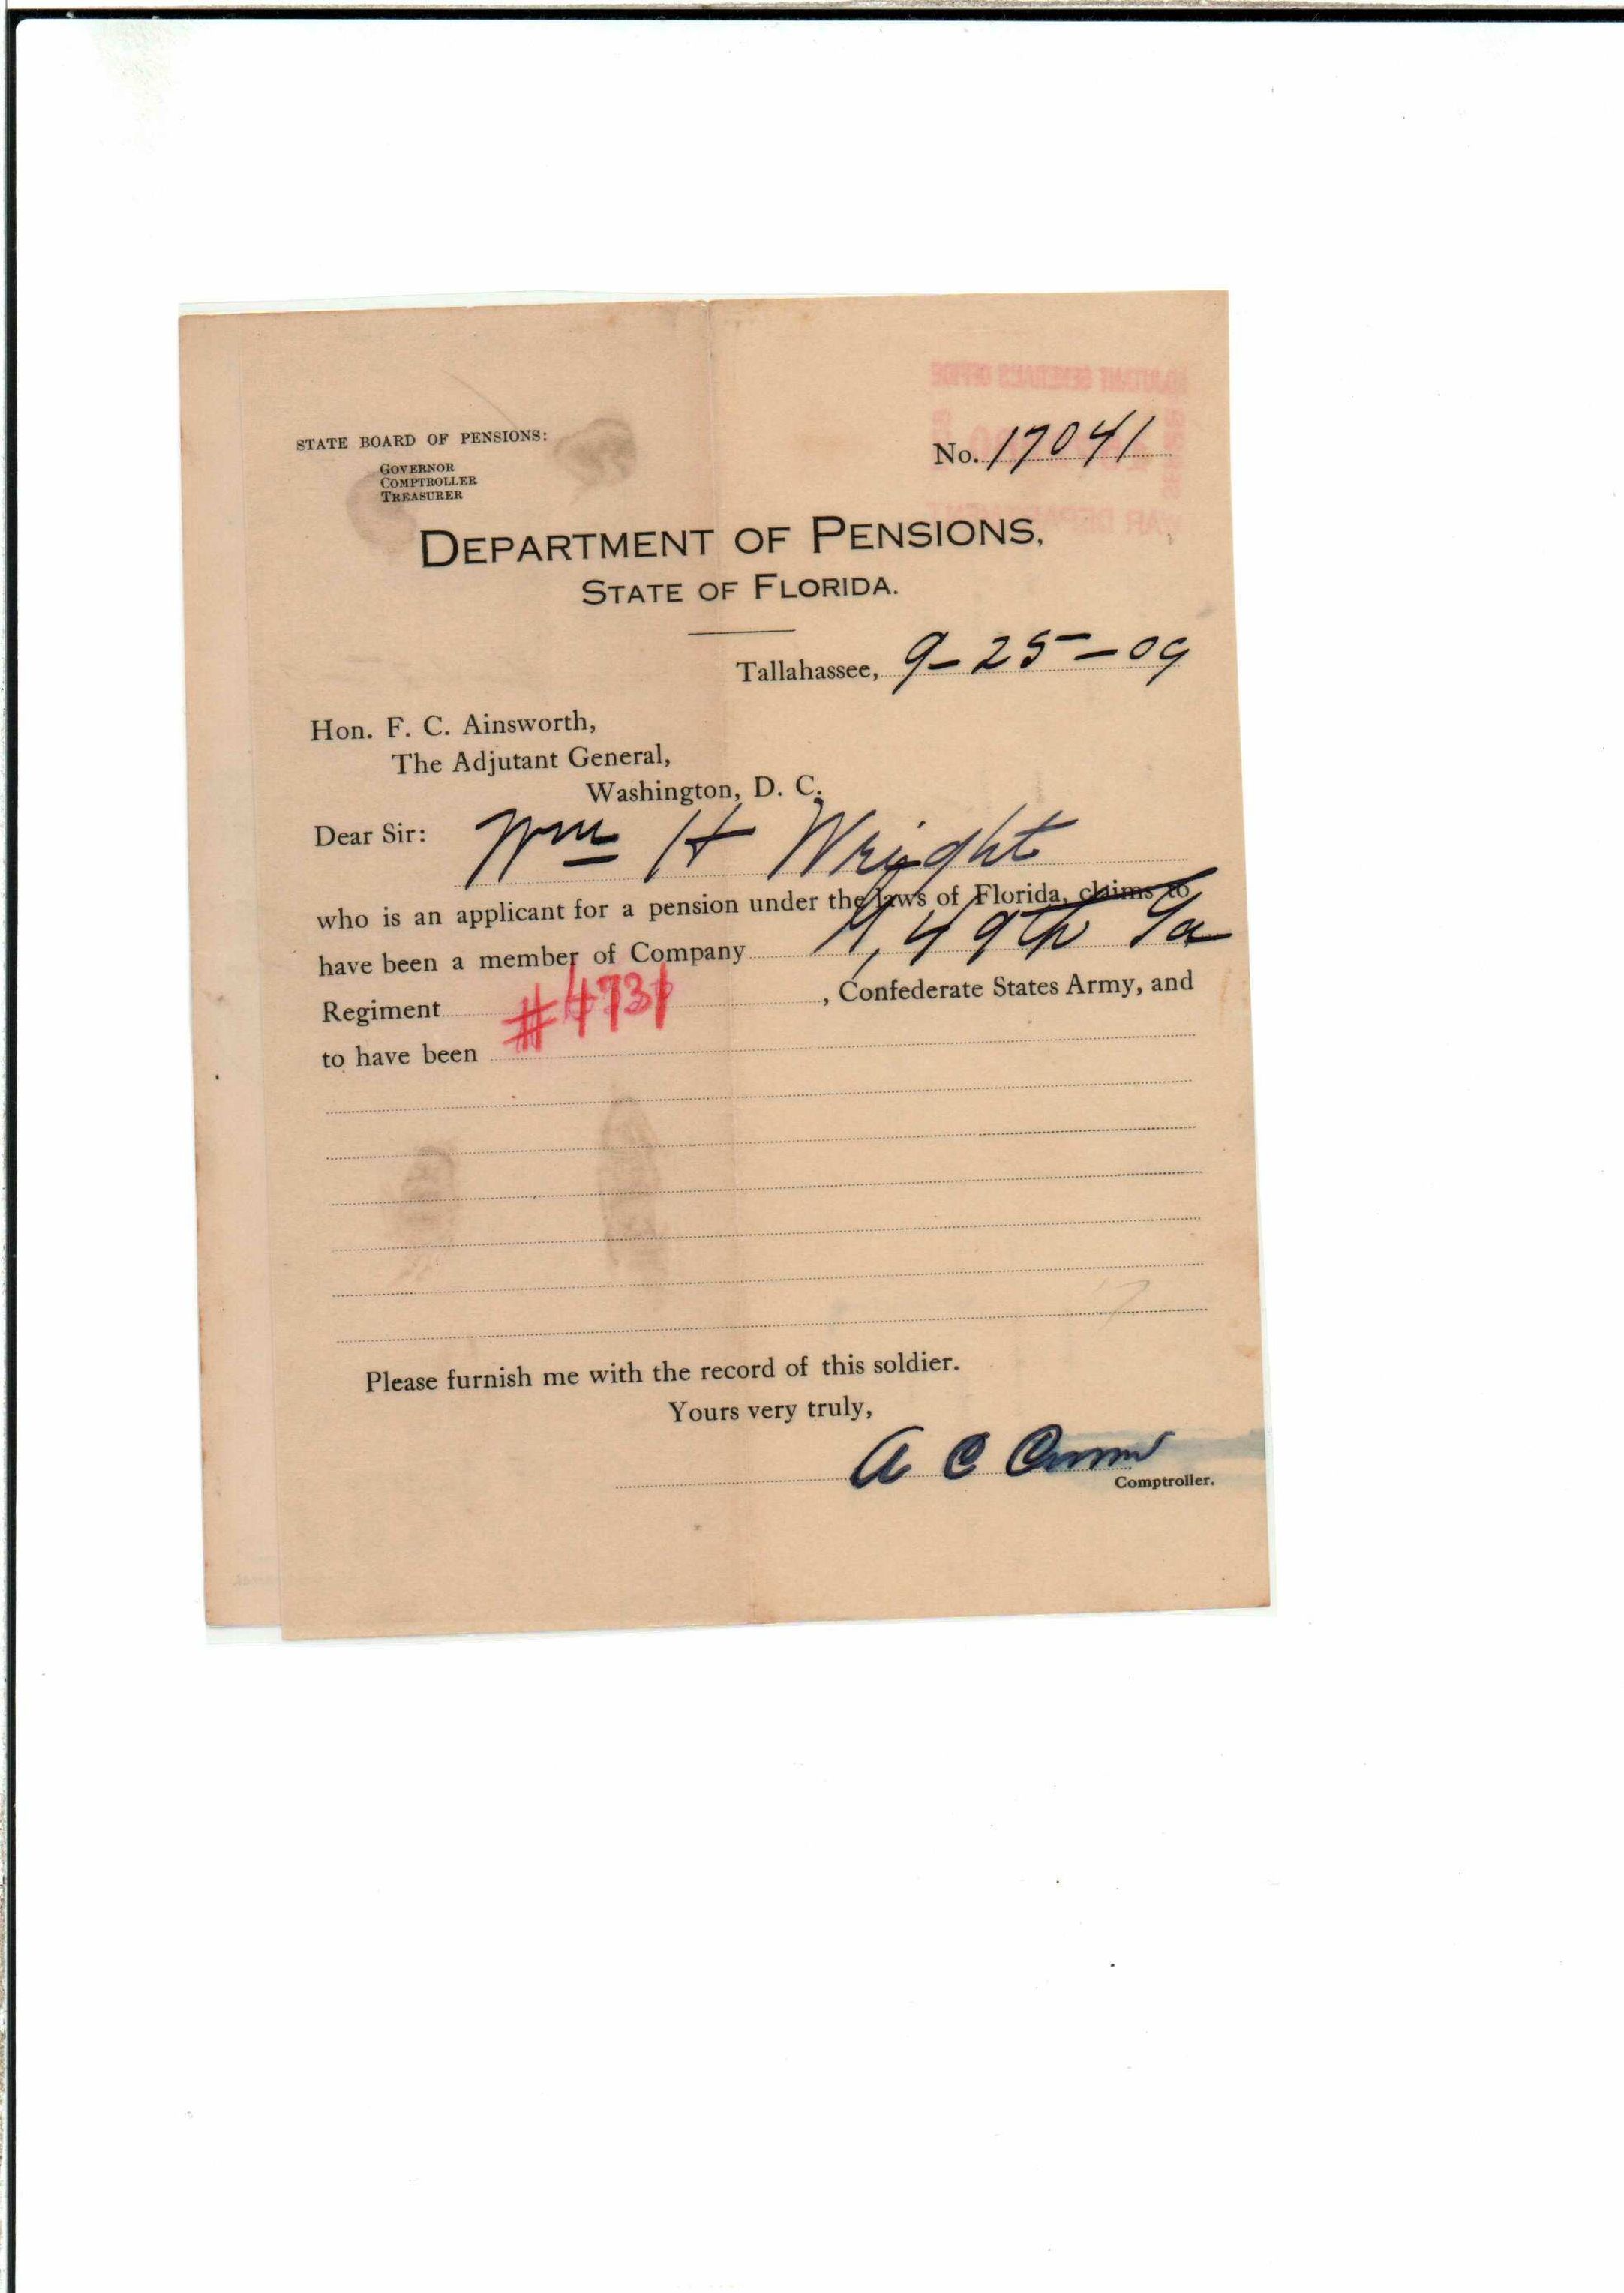 STATE BOARD OF PENSIONS:
GOVERNOR
COMPTROLLER
TREASURER
No. 17041
DEPARTMENT OF PENSIONS,
STATE OF FLORIDA.
Tallahassee, 9-25-09
Hon. F. C. Ainsworth,
The Adjutant General,
Washington, D. C.
Dear Sir: Wm H Wright
who is an applicant for a pension under the laws of Florida, claims to
have been a member of Company 49th Ga
Regiment #4731, Confederate States Army, and
to have been
Please furnish me with the record of this soldier.
Yours very truly,
A C Croom
Comptroller.